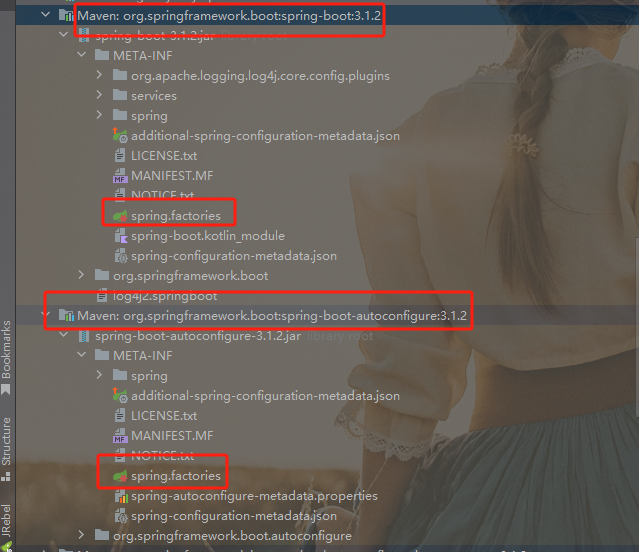 Maven: org.springframework.boot:spring-boot:3.1.2
spring-boot-3.1.2.jar library root
META-INF
org.apache.logging.log4j.core.config.plugins
services
spring
additional-spring-configuration-metadata.json
LICENSE.txt
MANIFEST.MF
NOTICE.txt
spring.factories
spring-boot.kotlin_module
spring-configuration-metadata.json
org.springframework.boot
log4j2.springboot
Maven: org.springframework.boot:spring-boot-autoconfigure:3.1.2
spring-boot-autoconfigure-3.1.2.jar library root
META-INF
spring
additional-spring-configuration-metadata.json
LICENSE.txt
MANIFEST.MF
NOTICE.txt
spring.factories
spring-autoconfigure-metadata.properties
spring-configuration-metadata.json
org.springframework.boot.autoconfigure
Bookmarks
Structure
JRebel